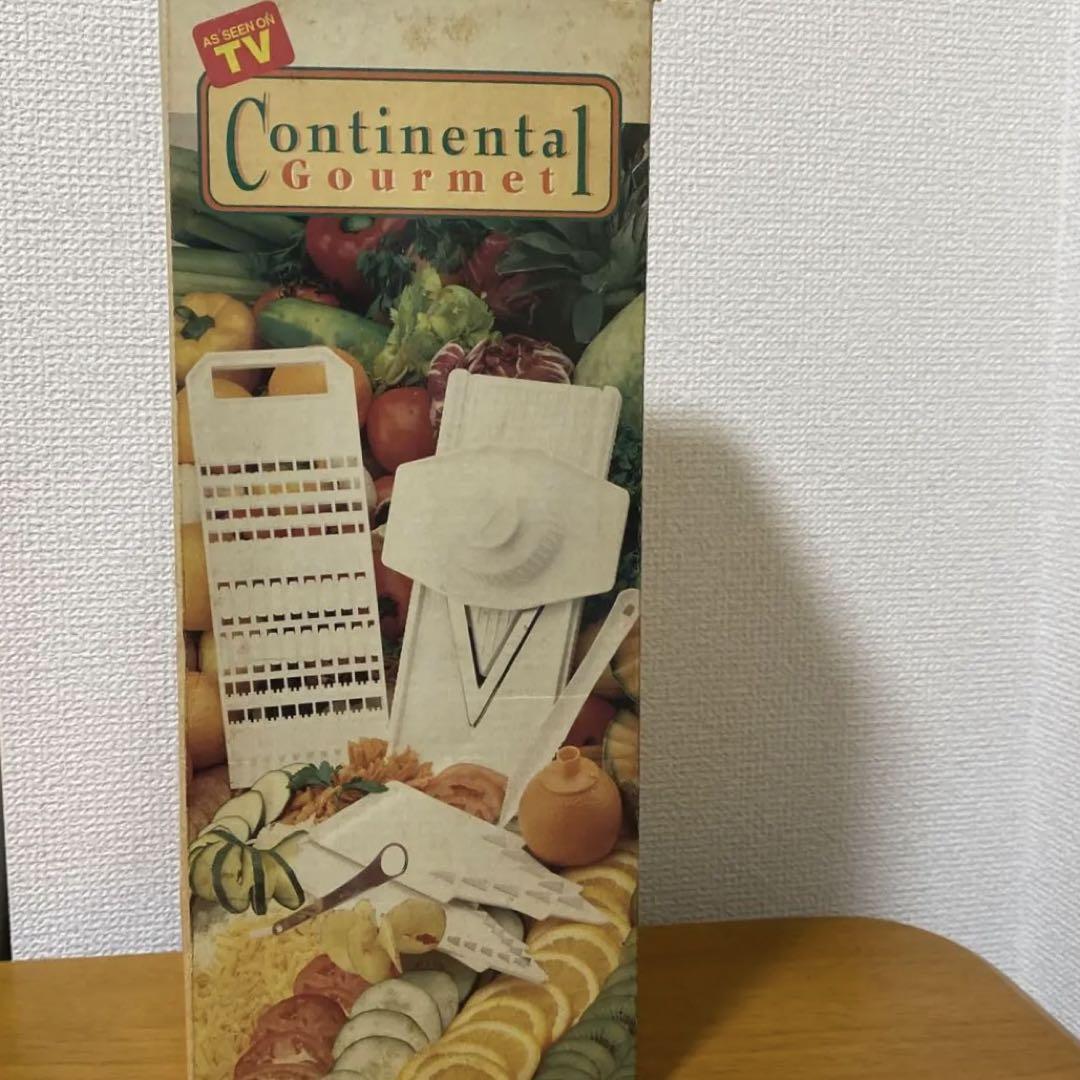 AS SEEN ON
TV
Continental
Gourmet